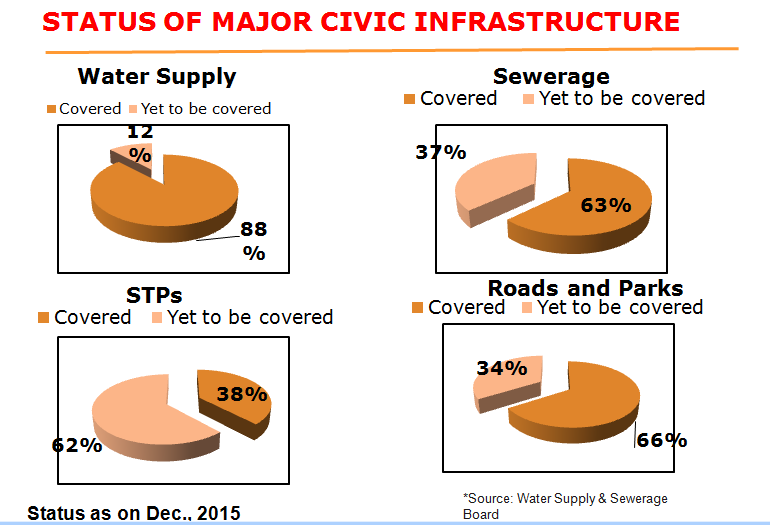 STATUS OF MAJOR CIVIC INFRASTRUCTURE
Water Supply
Covered Yet to be covered
12
%
88
%
Sewerage
Covered Yet to be covered
37%
63%
STPs
Covered Yet to be covered
38%
62%
Roads and Parks
Covered Yet to be covered
34%
66%
Status as on Dec., 2015
*Source: Water Supply & Sewerage
Board